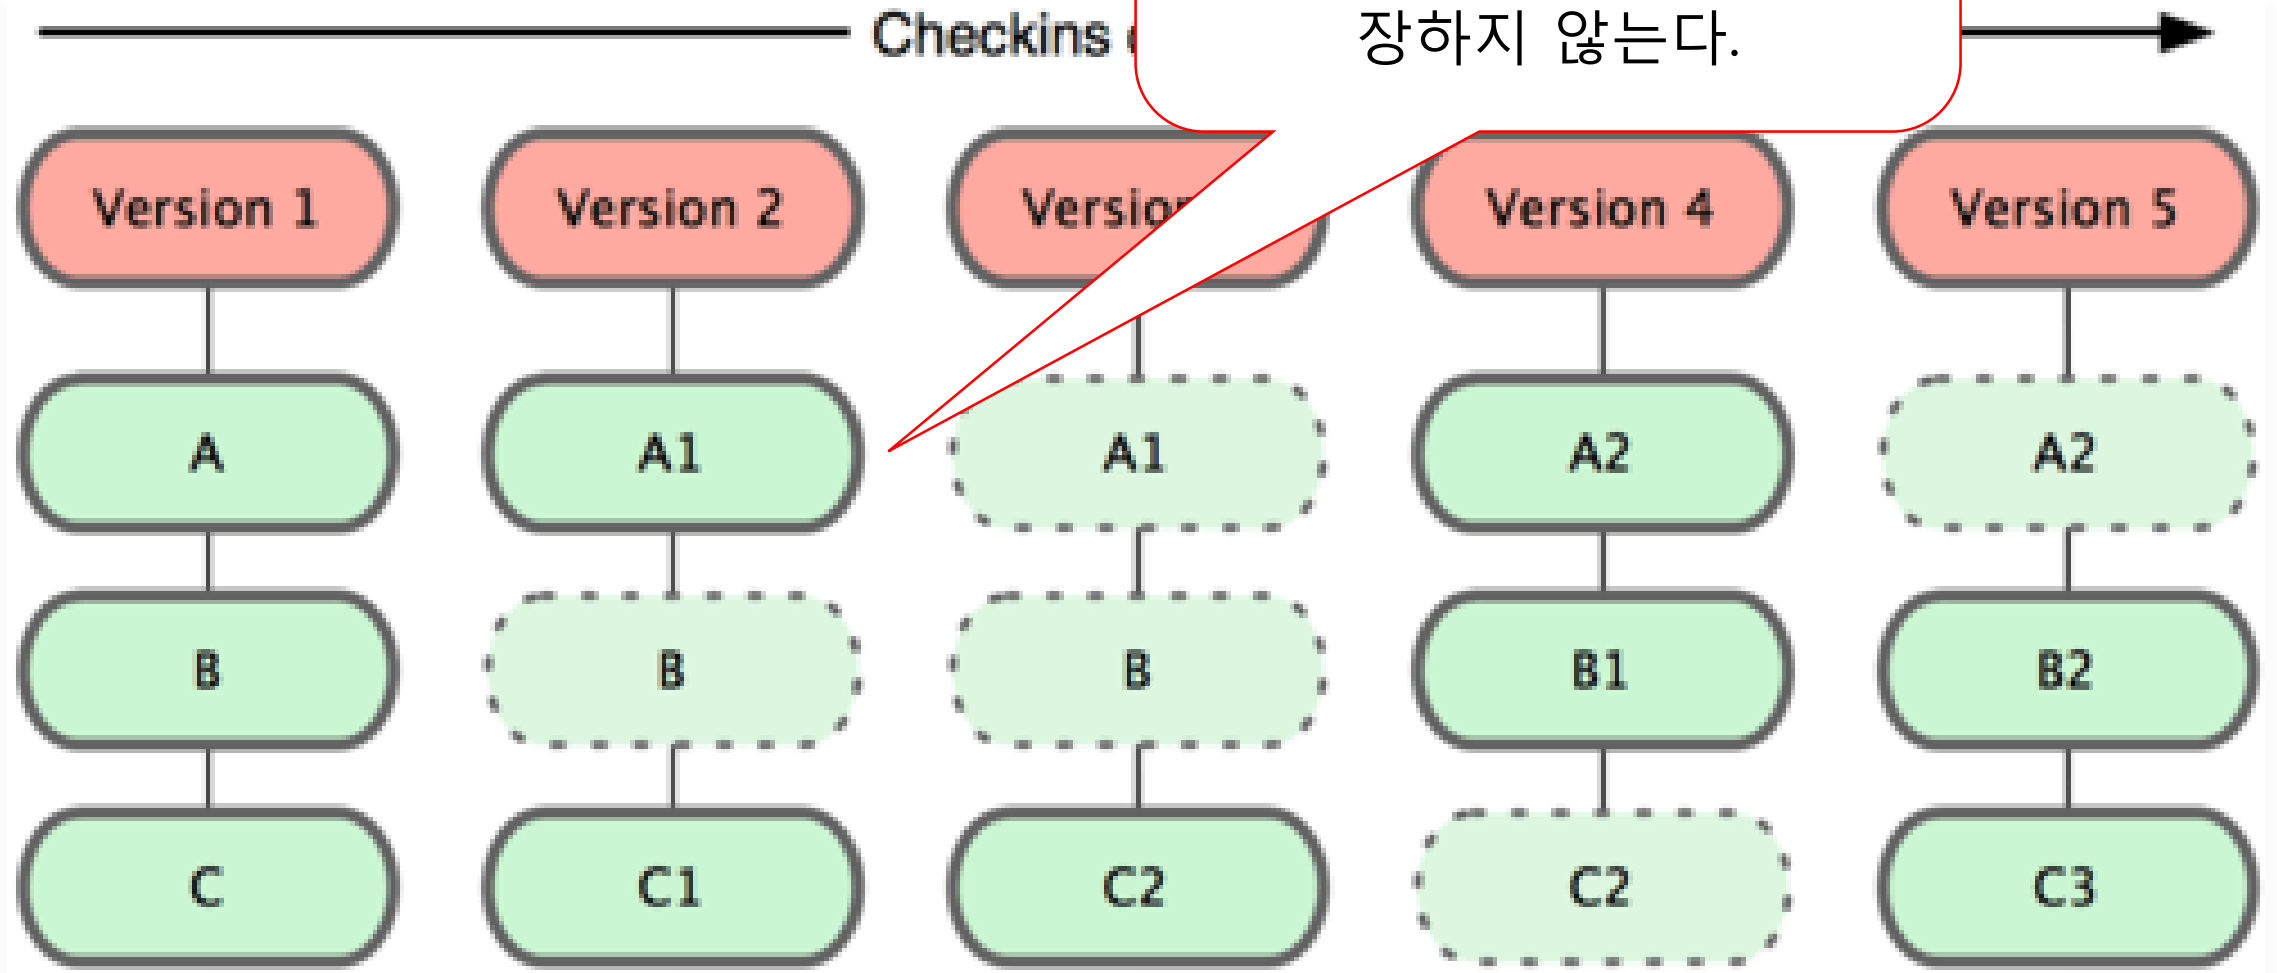 Checkins
장하지 않는다.
Version 1 Version 2 Version 4 Version 5
A A1 A1 A2 A2
B B B B1 B2
C C1 C2 C2 C3